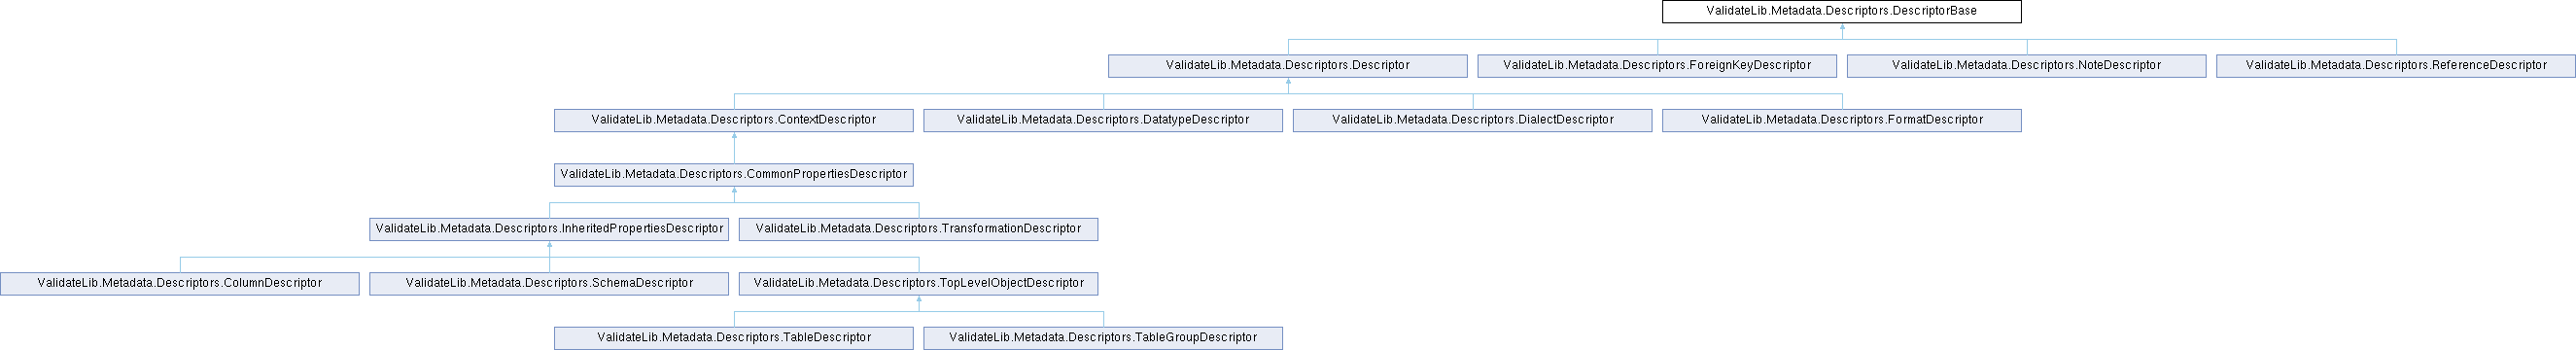 ValidateLib.Metadata.Descriptors.DescriptorBase
ValidateLib.Metadata.Descriptors.Descriptor
ValidateLib.Metadata.Descriptors.ForeignKeyDescriptor
ValidateLib.Metadata.Descriptors.NoteDescriptor
ValidateLib.Metadata.Descriptors.ReferenceDescriptor
ValidateLib.Metadata.Descriptors.ContextDescriptor
ValidateLib.Metadata.Descriptors.DatatypeDescriptor
ValidateLib.Metadata.Descriptors.DialectDescriptor
ValidateLib.Metadata.Descriptors.FormatDescriptor
ValidateLib.Metadata.Descriptors.CommonPropertiesDescriptor
ValidateLib.Metadata.Descriptors.InheritedPropertiesDescriptor
ValidateLib.Metadata.Descriptors.TransformationDescriptor
ValidateLib.Metadata.Descriptors.ColumnDescriptor
ValidateLib.Metadata.Descriptors.SchemaDescriptor
ValidateLib.Metadata.Descriptors.TopLevelObjectDescriptor
ValidateLib.Metadata.Descriptors.TableDescriptor
ValidateLib.Metadata.Descriptors.TableGroupDescriptor